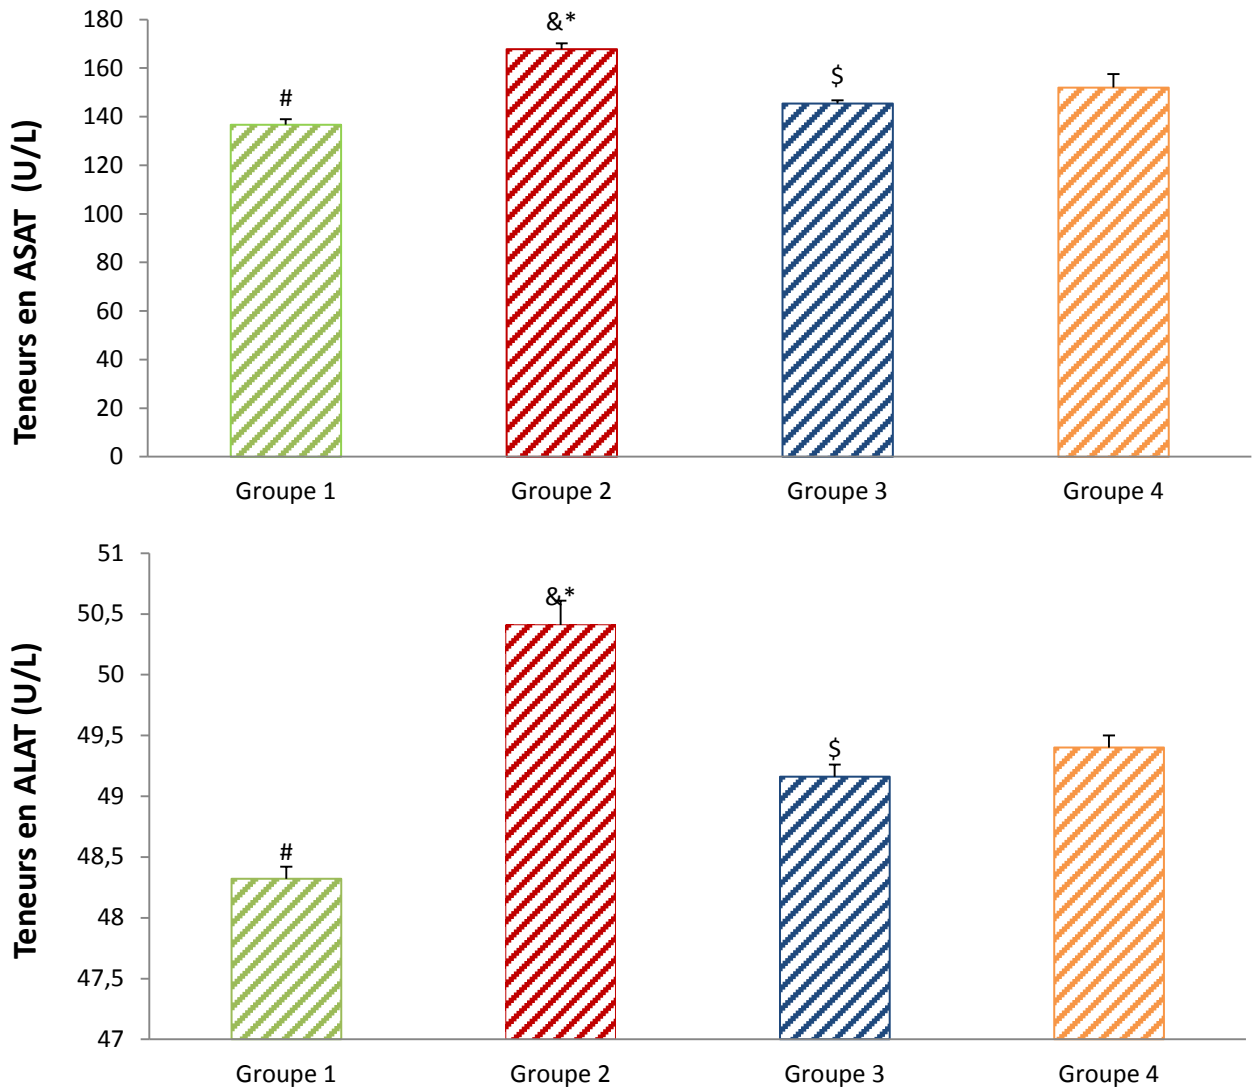 Teneurs en ASAT (U/L)
180
160
140
120
100
80
60
40
20
0
#
&*
$
Groupe 1
Groupe 2
Groupe 3
Groupe 4
Teneurs en ALAT (U/L)
51
50,5
50
49,5
49
48,5
48
47,5
47
#
&*
$
Groupe 1
Groupe 2
Groupe 3
Groupe 4